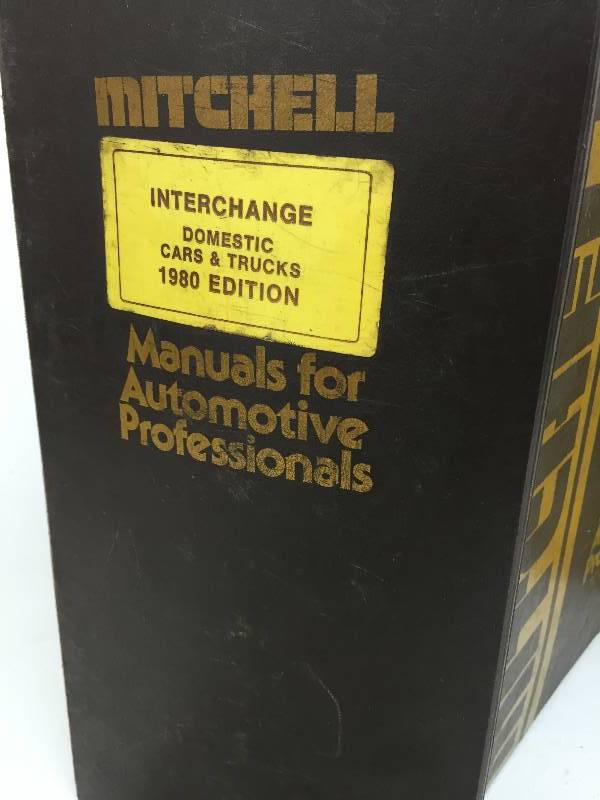 MITCHELL
INTERCHANGE
DOMESTIC
CARS & TRUCKS
1980 EDITION
Manuals for
Automotive
Professionals